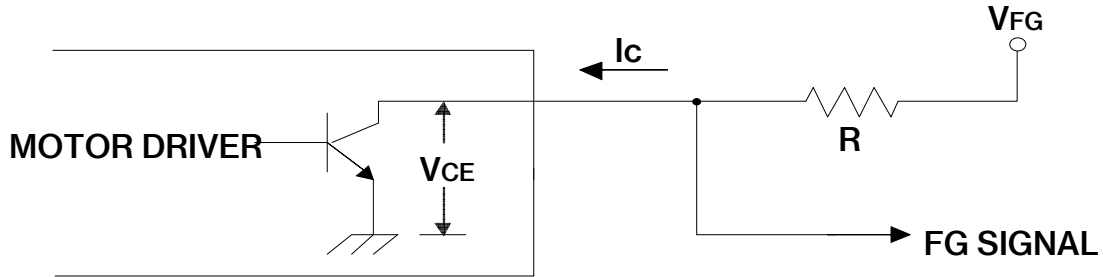 VFG
Ic
MOTOR DRIVER
R
VCE
FG SIGNAL